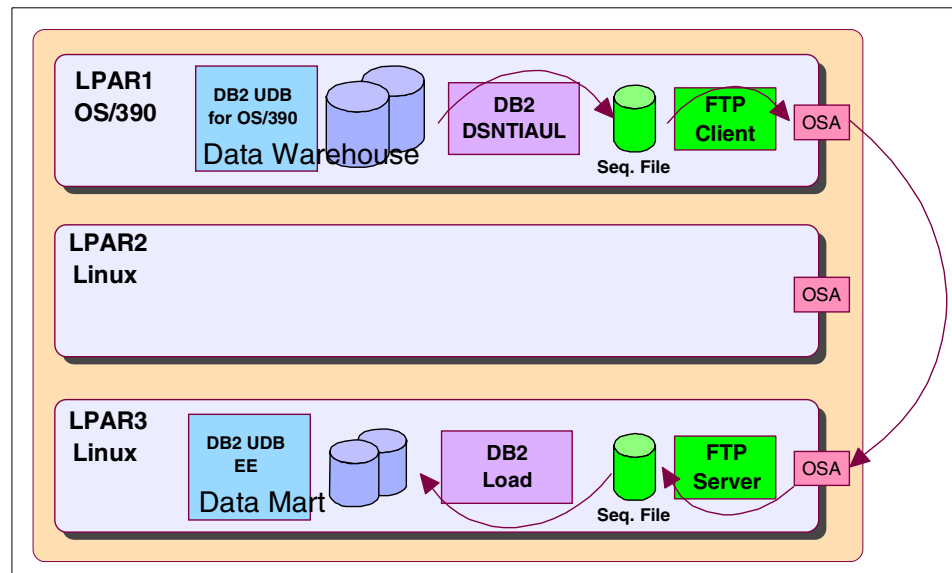 LPAR1
OS/390
DB2 UDB
for OS/390
Data Warehouse
DB2
DSNTIAUL
Seq. File
FTP
Client
OSA
LPAR2
Linux
OSA
LPAR3
Linux
DB2 UDB
EE
Data Mart
DB2
Load
Seq. File
FTP
Server
OSA